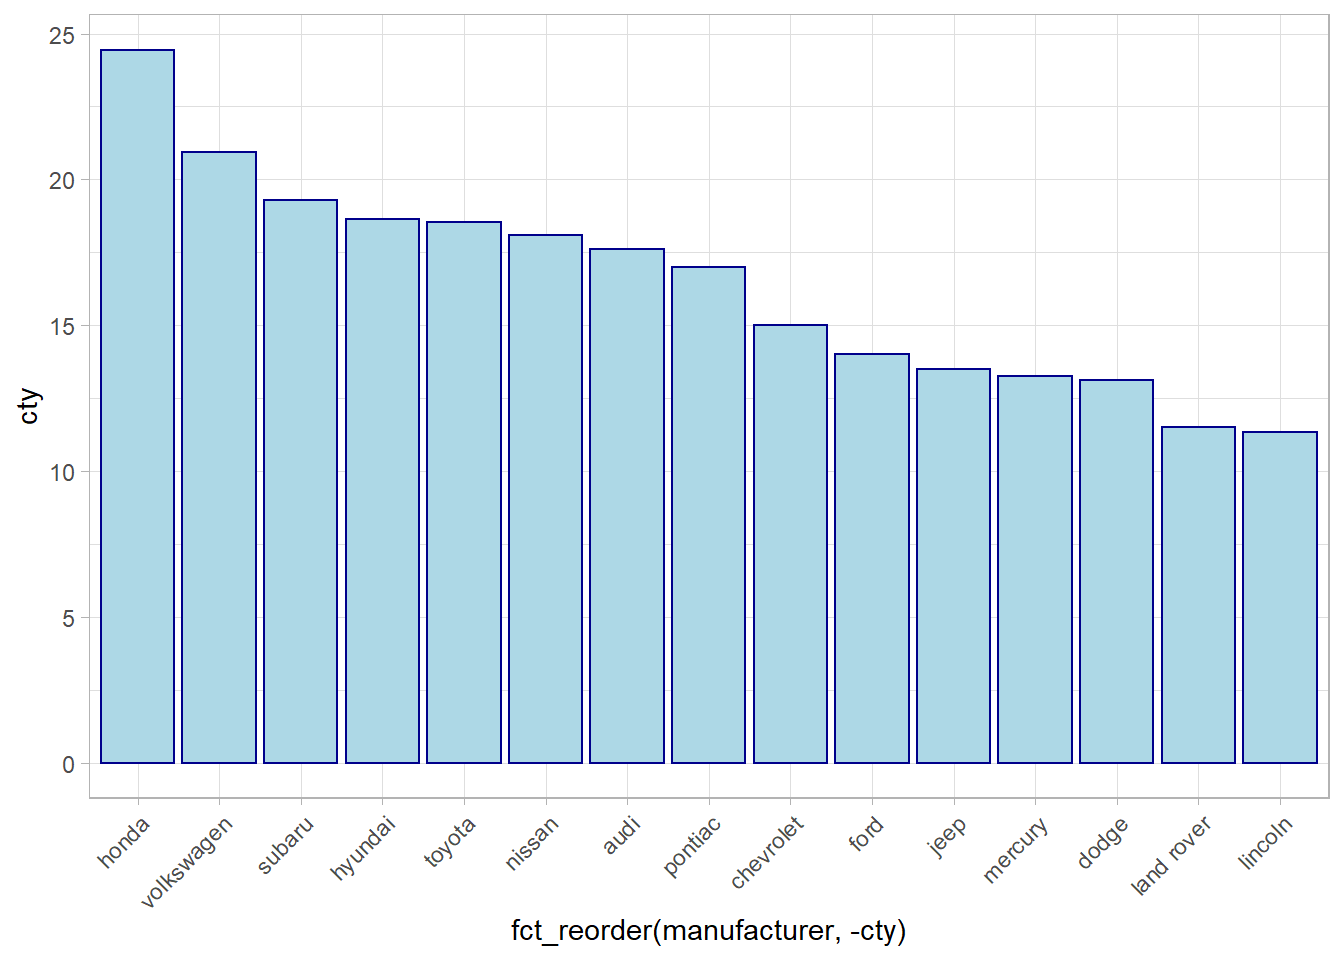 25
20
15
10
5
0
cty
honda
volkswagen
subaru
hyundai
toyota
nissan
audi
pontiac
chevrolet
ford
jeep
mercury
dodge
land rover
lincoln
fct_reorder(manufacturer, -cty)